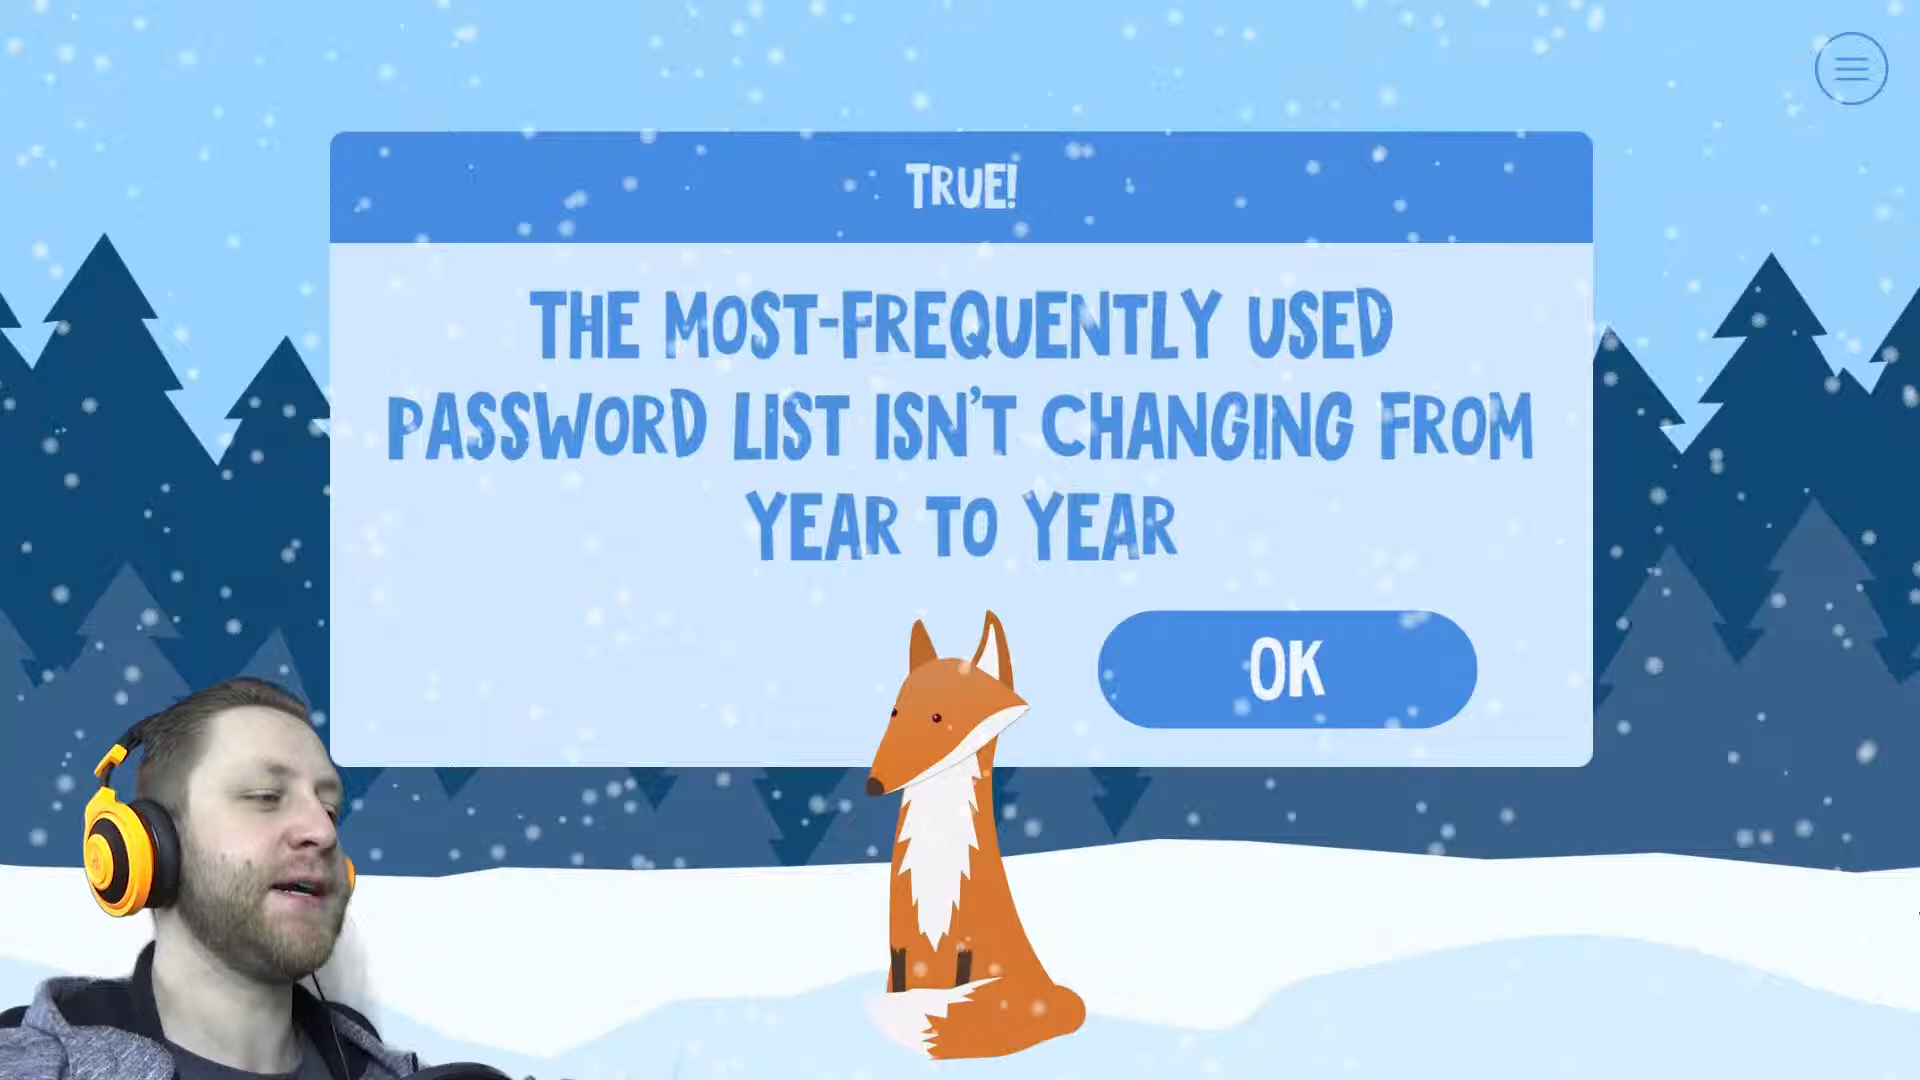 TRUE!
THE MOST-FREQUENTLY USED
PASSWORD LIST ISN'T CHANGING FROM
YEAR TO YEAR
OK